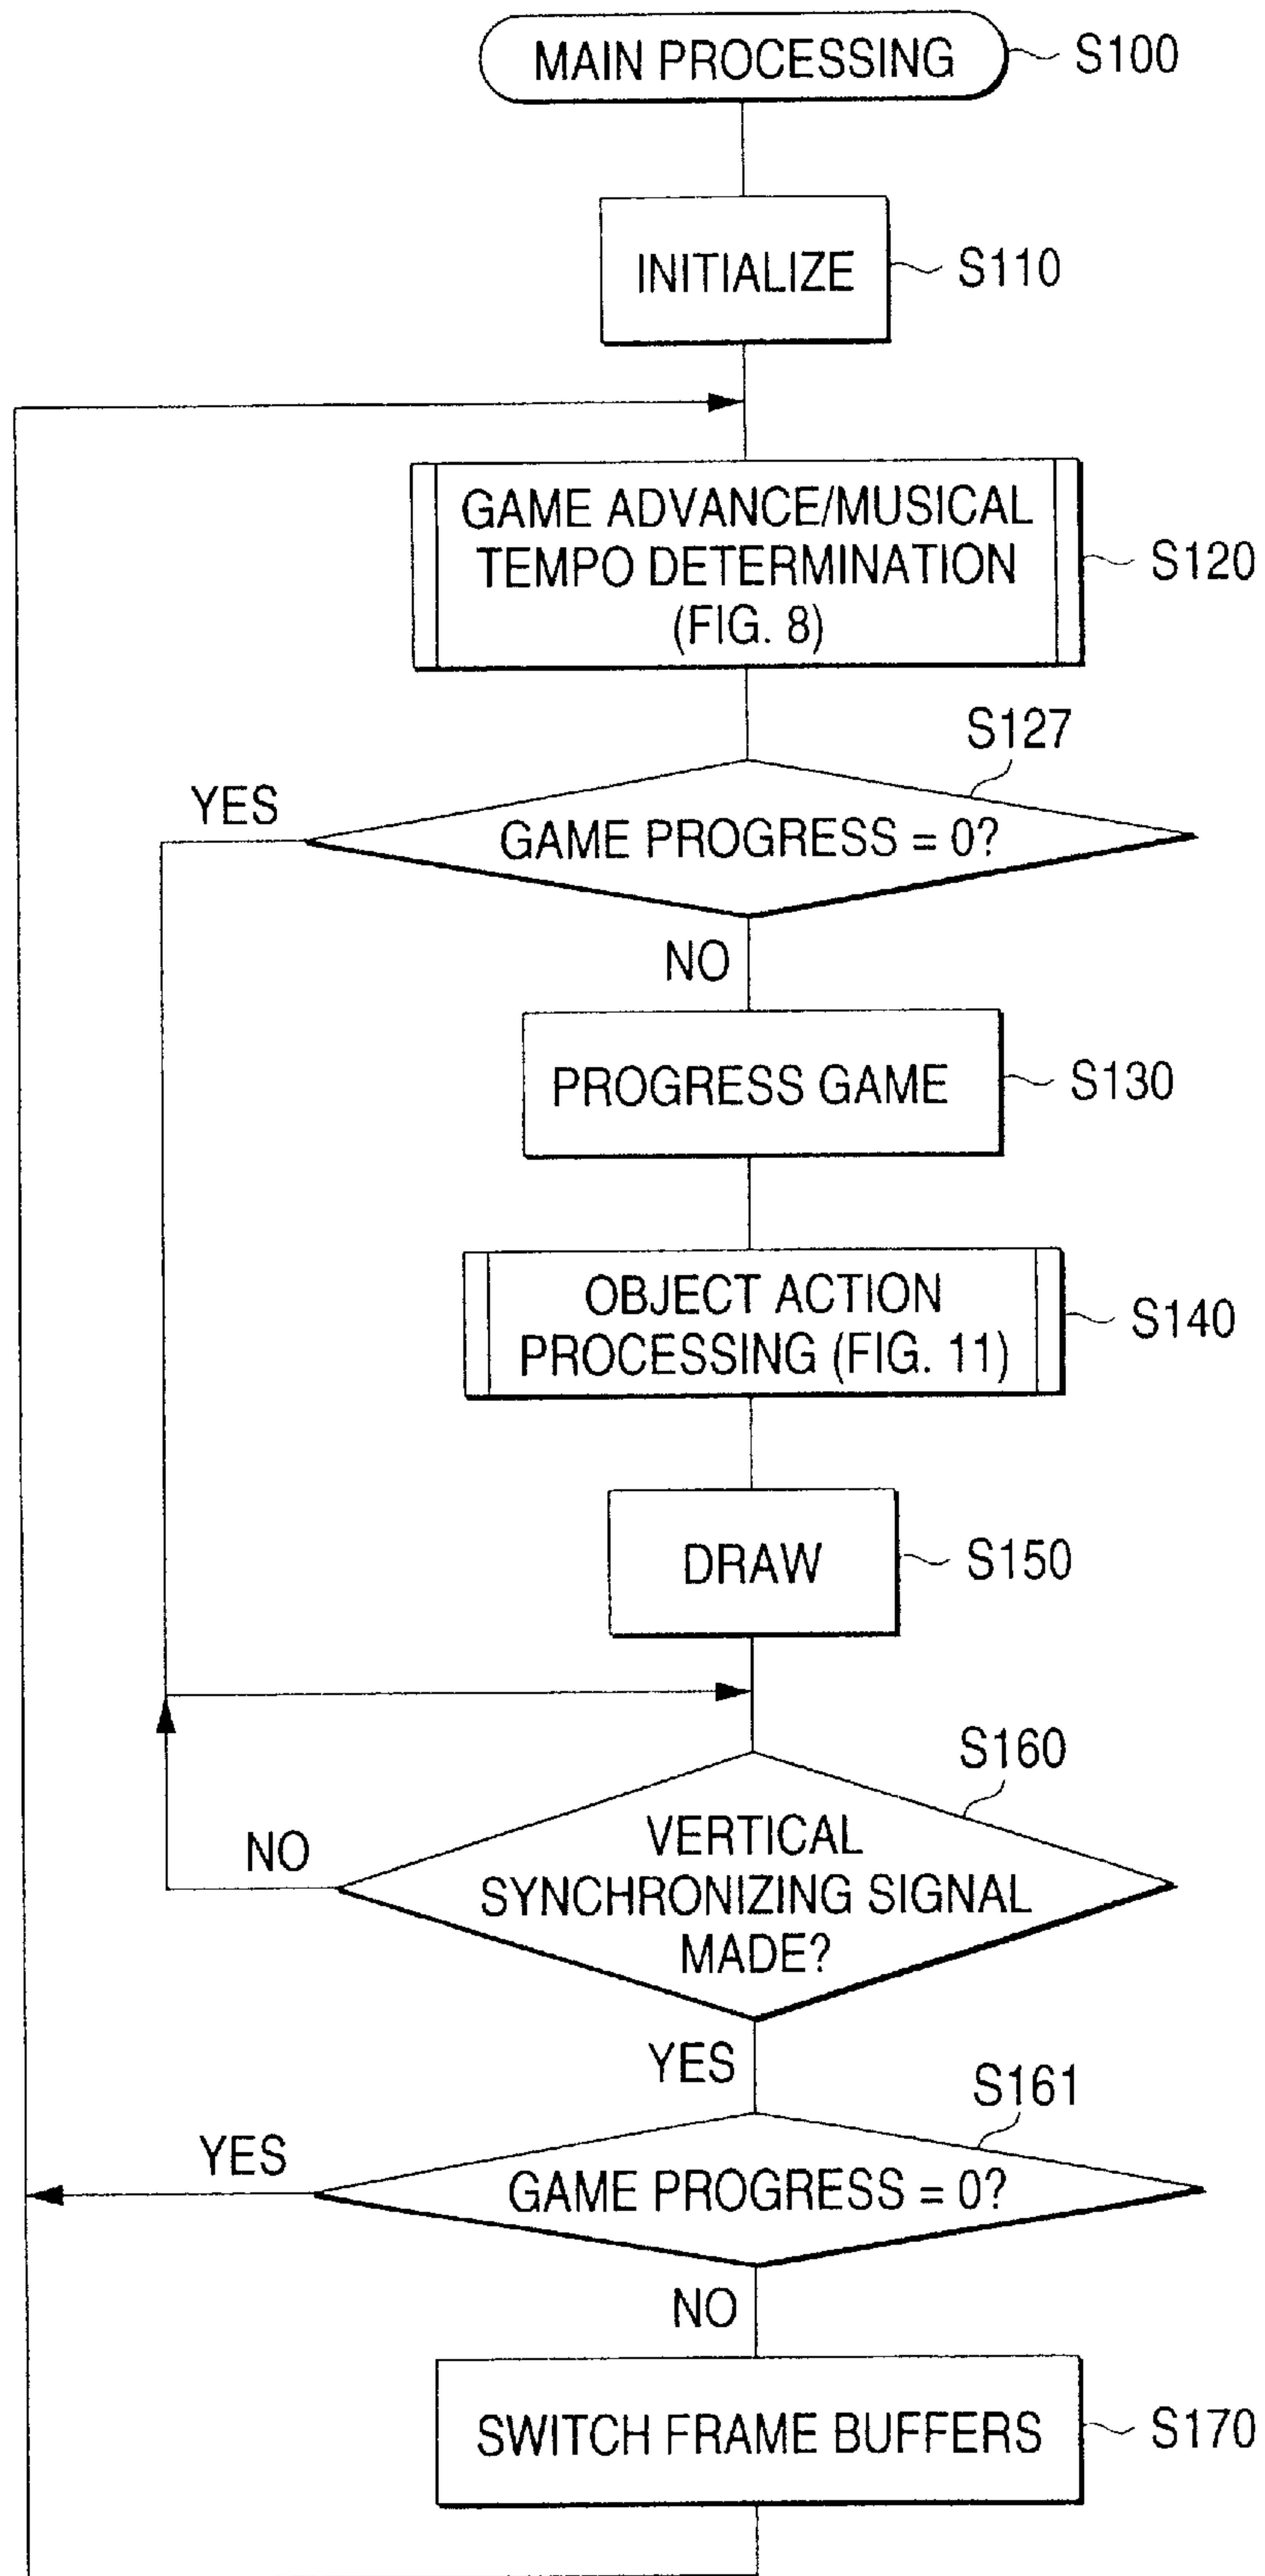 MAIN PROCESSING
S100
INITIALIZE
S110
GAME ADVANCE/MUSICAL
TEMPO DETERMINATION
(FIG. 8)
S120
S127
YES
GAME PROGRESS = 0?
NO
PROGRESS GAME
S130
OBJECT ACTION
PROCESSING (FIG. 11)
S140
DRAW
S150
S160
NO
VERTICAL
SYNCHRONIZING SIGNAL
MADE?
YES
S161
YES
GAME PROGRESS = 0?
NO
SWITCH FRAME BUFFERS
S170